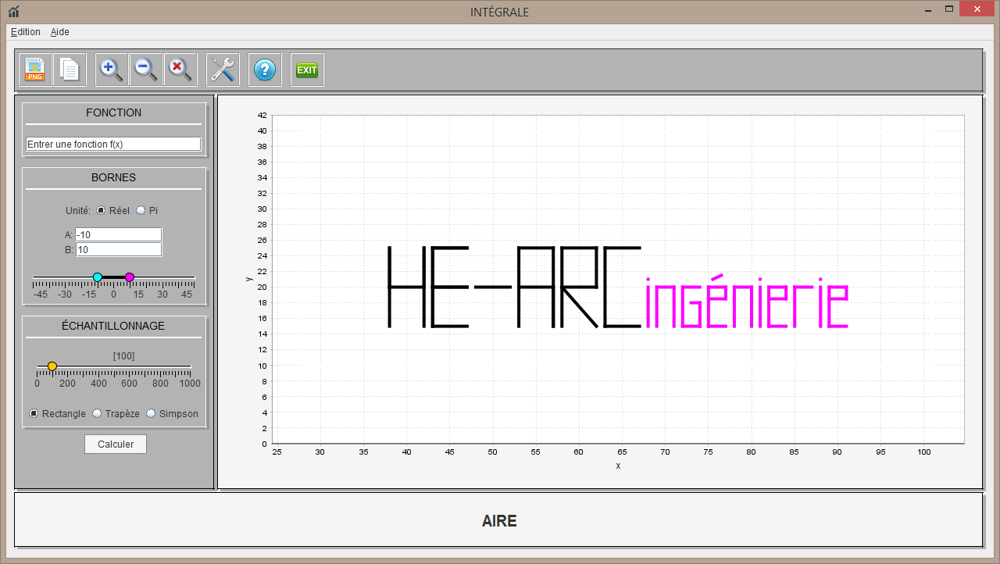 INTÉGRALE
Edition Aide
PNG EXIT
FONCTION
Entrer une fonction f(x)
BORNES
Unité: Réel Pi
A: -10
B: 10
-45 -30 -15 0 15 30 45
ÉCHANTILLONNAGE
[100]
0 200 400 600 800 1000
Rectangle Trapèze Simpson
Calculer
42
40
38
36
34
32
30
28
26
24
22
20
18
16
14
12
10
8
6
4
2
0
y
HE-ARC ingénierie
25 30 35 40 45 50 55 60 65 70 75 80 85 90 95 100
x
AIRE